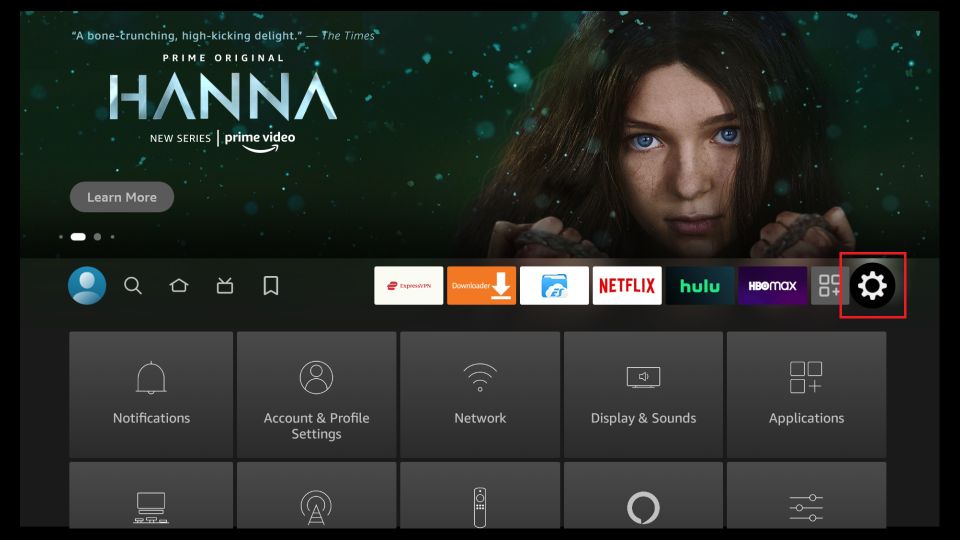 “A bone-crunching, high-kicking delight.” — The Times
PRIME ORIGINAL
HANNA
NEW SERIES | prime video
Learn More
ExpressVPN
Downloader
ES
NETFLIX
hulu
HBOMAX
Notifications
Account & Profile
Settings
Network
Display & Sounds
Applications